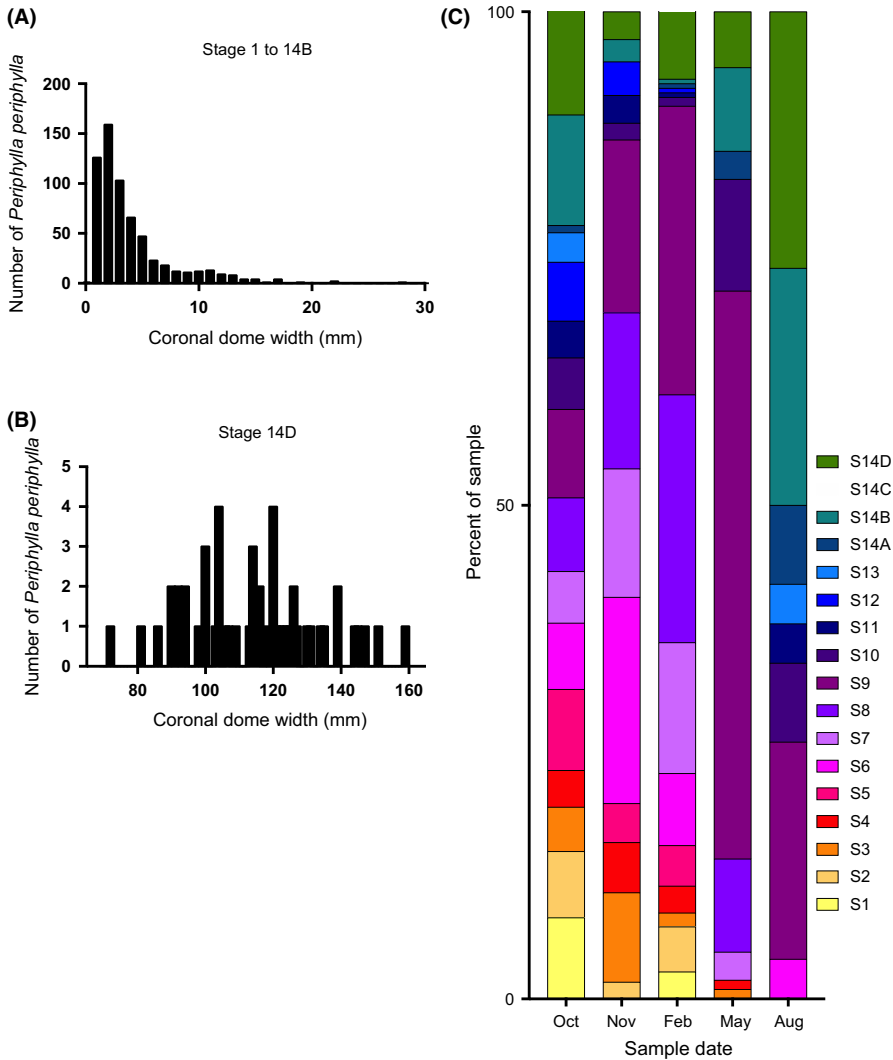 (A)
Stage 1 to 14B
Number of Periphylla periphylla
200
150
100
50
0
0 10 20 30
Coronal dome width (mm)
(B)
Stage 14D
Number of Periphylla periphylla
5
4
3
2
1
0
80 100 120 140 160
Coronal dome width (mm)
(C)
Percent of sample
100
50
0
Oct Nov Feb May Aug
Sample date
S14D
S14C
S14B
S14A
S13
S12
S11
S10
S9
S8
S7
S6
S5
S4
S3
S2
S1